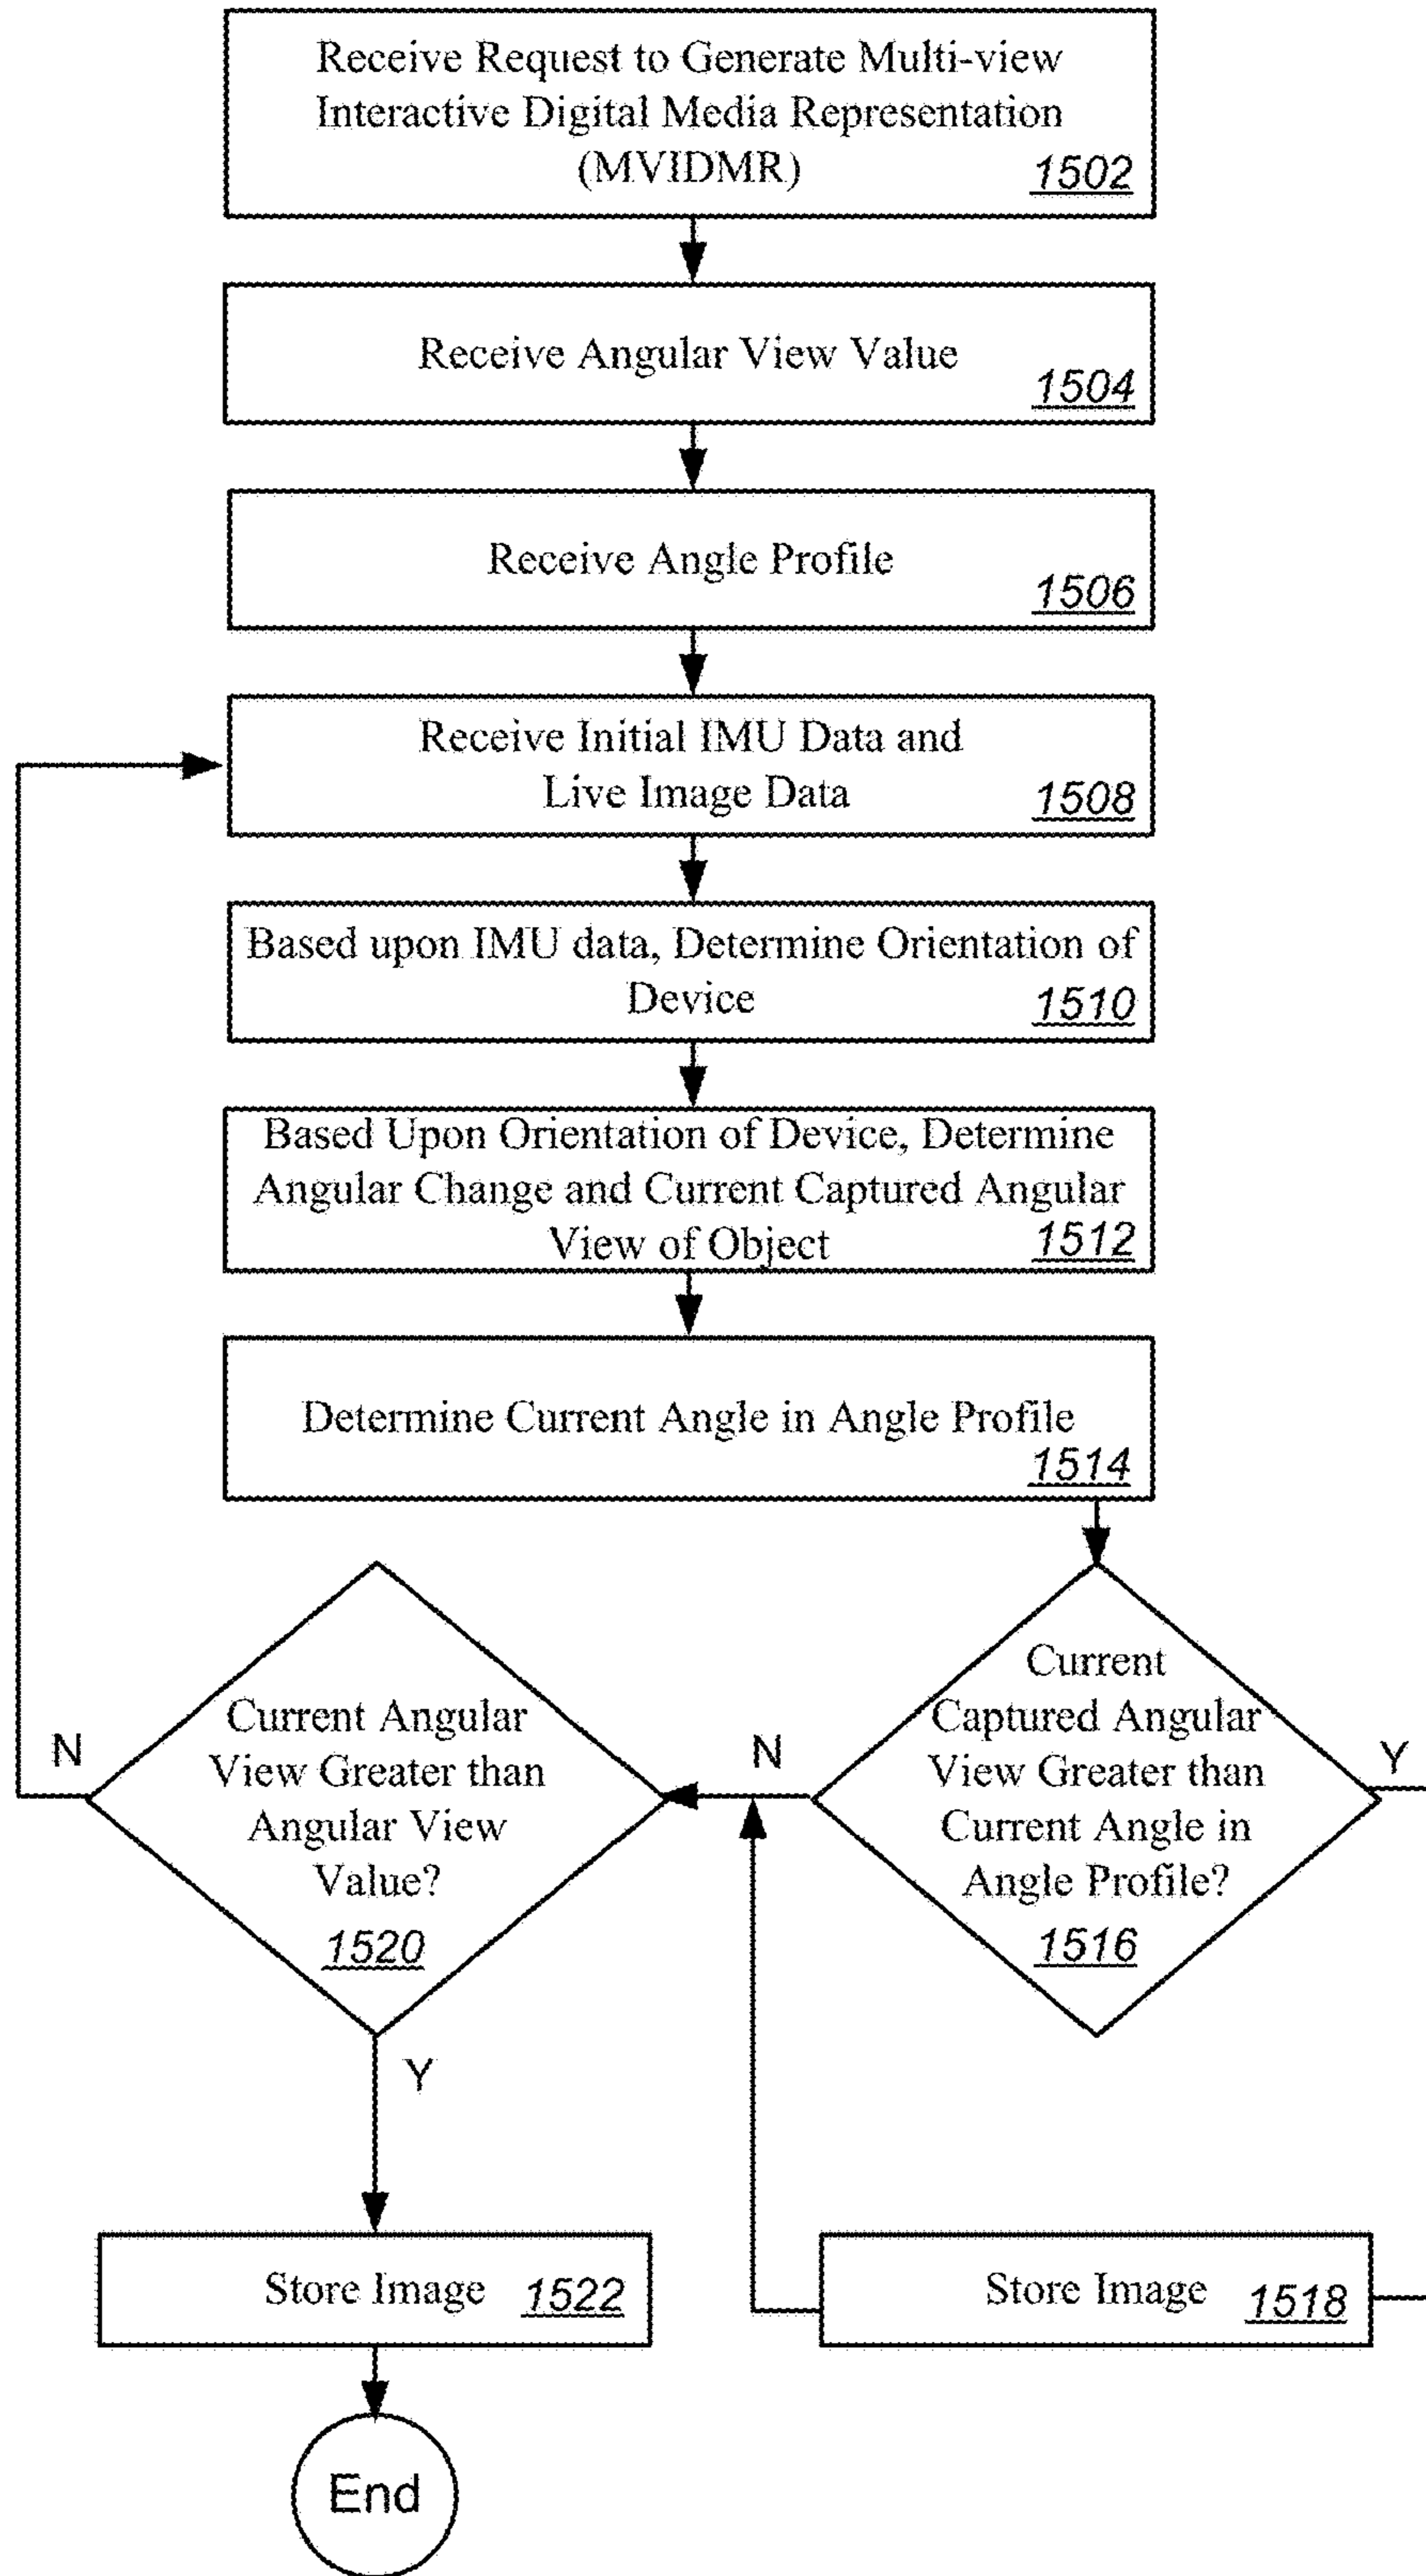 Receive Request to Generate Multi-view
Interactive Digital Media Representation
(MVIDMR) 1502
Receive Angular View Value
1504
Receive Angle Profile
1506
Receive Initial IMU Data and
Live Image Data 1508
Based upon IMU data, Determine Orientation of
Device 1510
Based Upon Orientation of Device, Determine
Angular Change and Current Captured Angular
View of Object 1512
Determine Current Angle in Angle Profile
1514
Current
Captured Angular
View Greater than
Current Angle in
Angle Profile?
1516
Y
N
Current Angular
View Greater than
Angular View
Value?
1520
N
Y
Store Image 1522
Store Image 1518
End